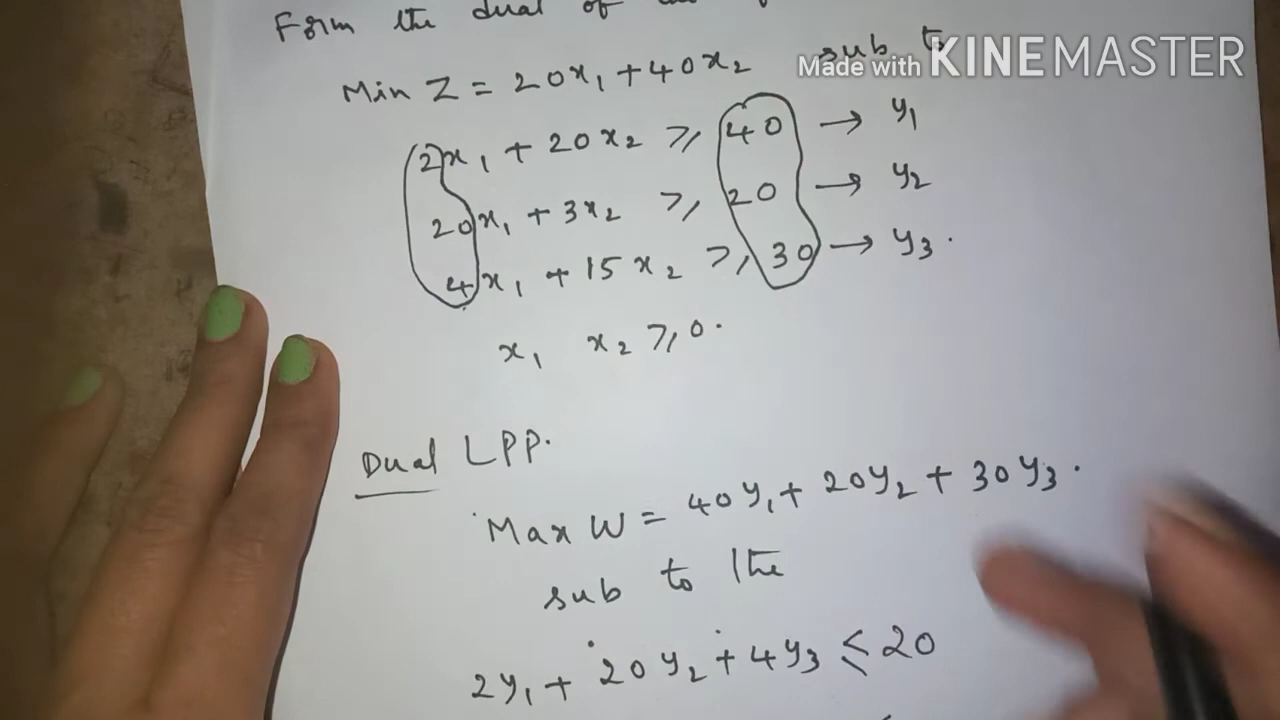 Form the dual of
Min Z = 20x₁ + 40x₂ sub to
Made with KINEMASTER
2x₁ + 20x₂ ≥ 40 → y₁
20x₁ + 3x₂ ≥ 20 → y₂
4x₁ + 15x₂ ≥ 30 → y₃.
x₁ x₂ ≥ 0.
Dual LPP.
Max W = 40y₁ + 20y₂ + 30y₃.
sub to the
2y₁ + 20y₂ + 4y₃ ≤ 20